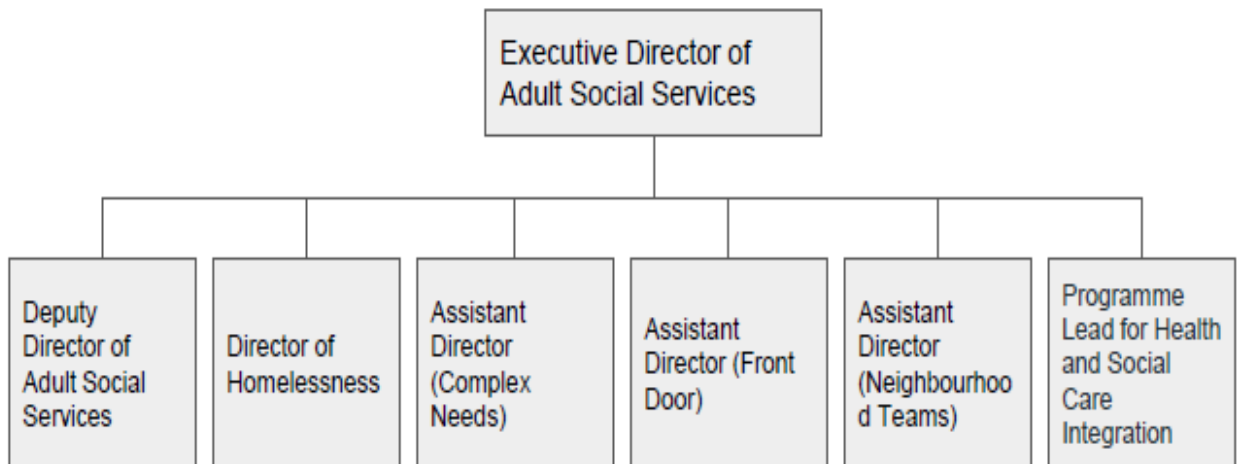 Executive Director of
Adult Social Services
Deputy
Director of
Adult Social
Services
Director of
Homelessness
Assistant
Director
(Complex
Needs)
Assistant
Director (Front
Door)
Assistant
Director
(Neighbourhoo
d Teams)
Programme
Lead for Health
and Social
Care
Integration